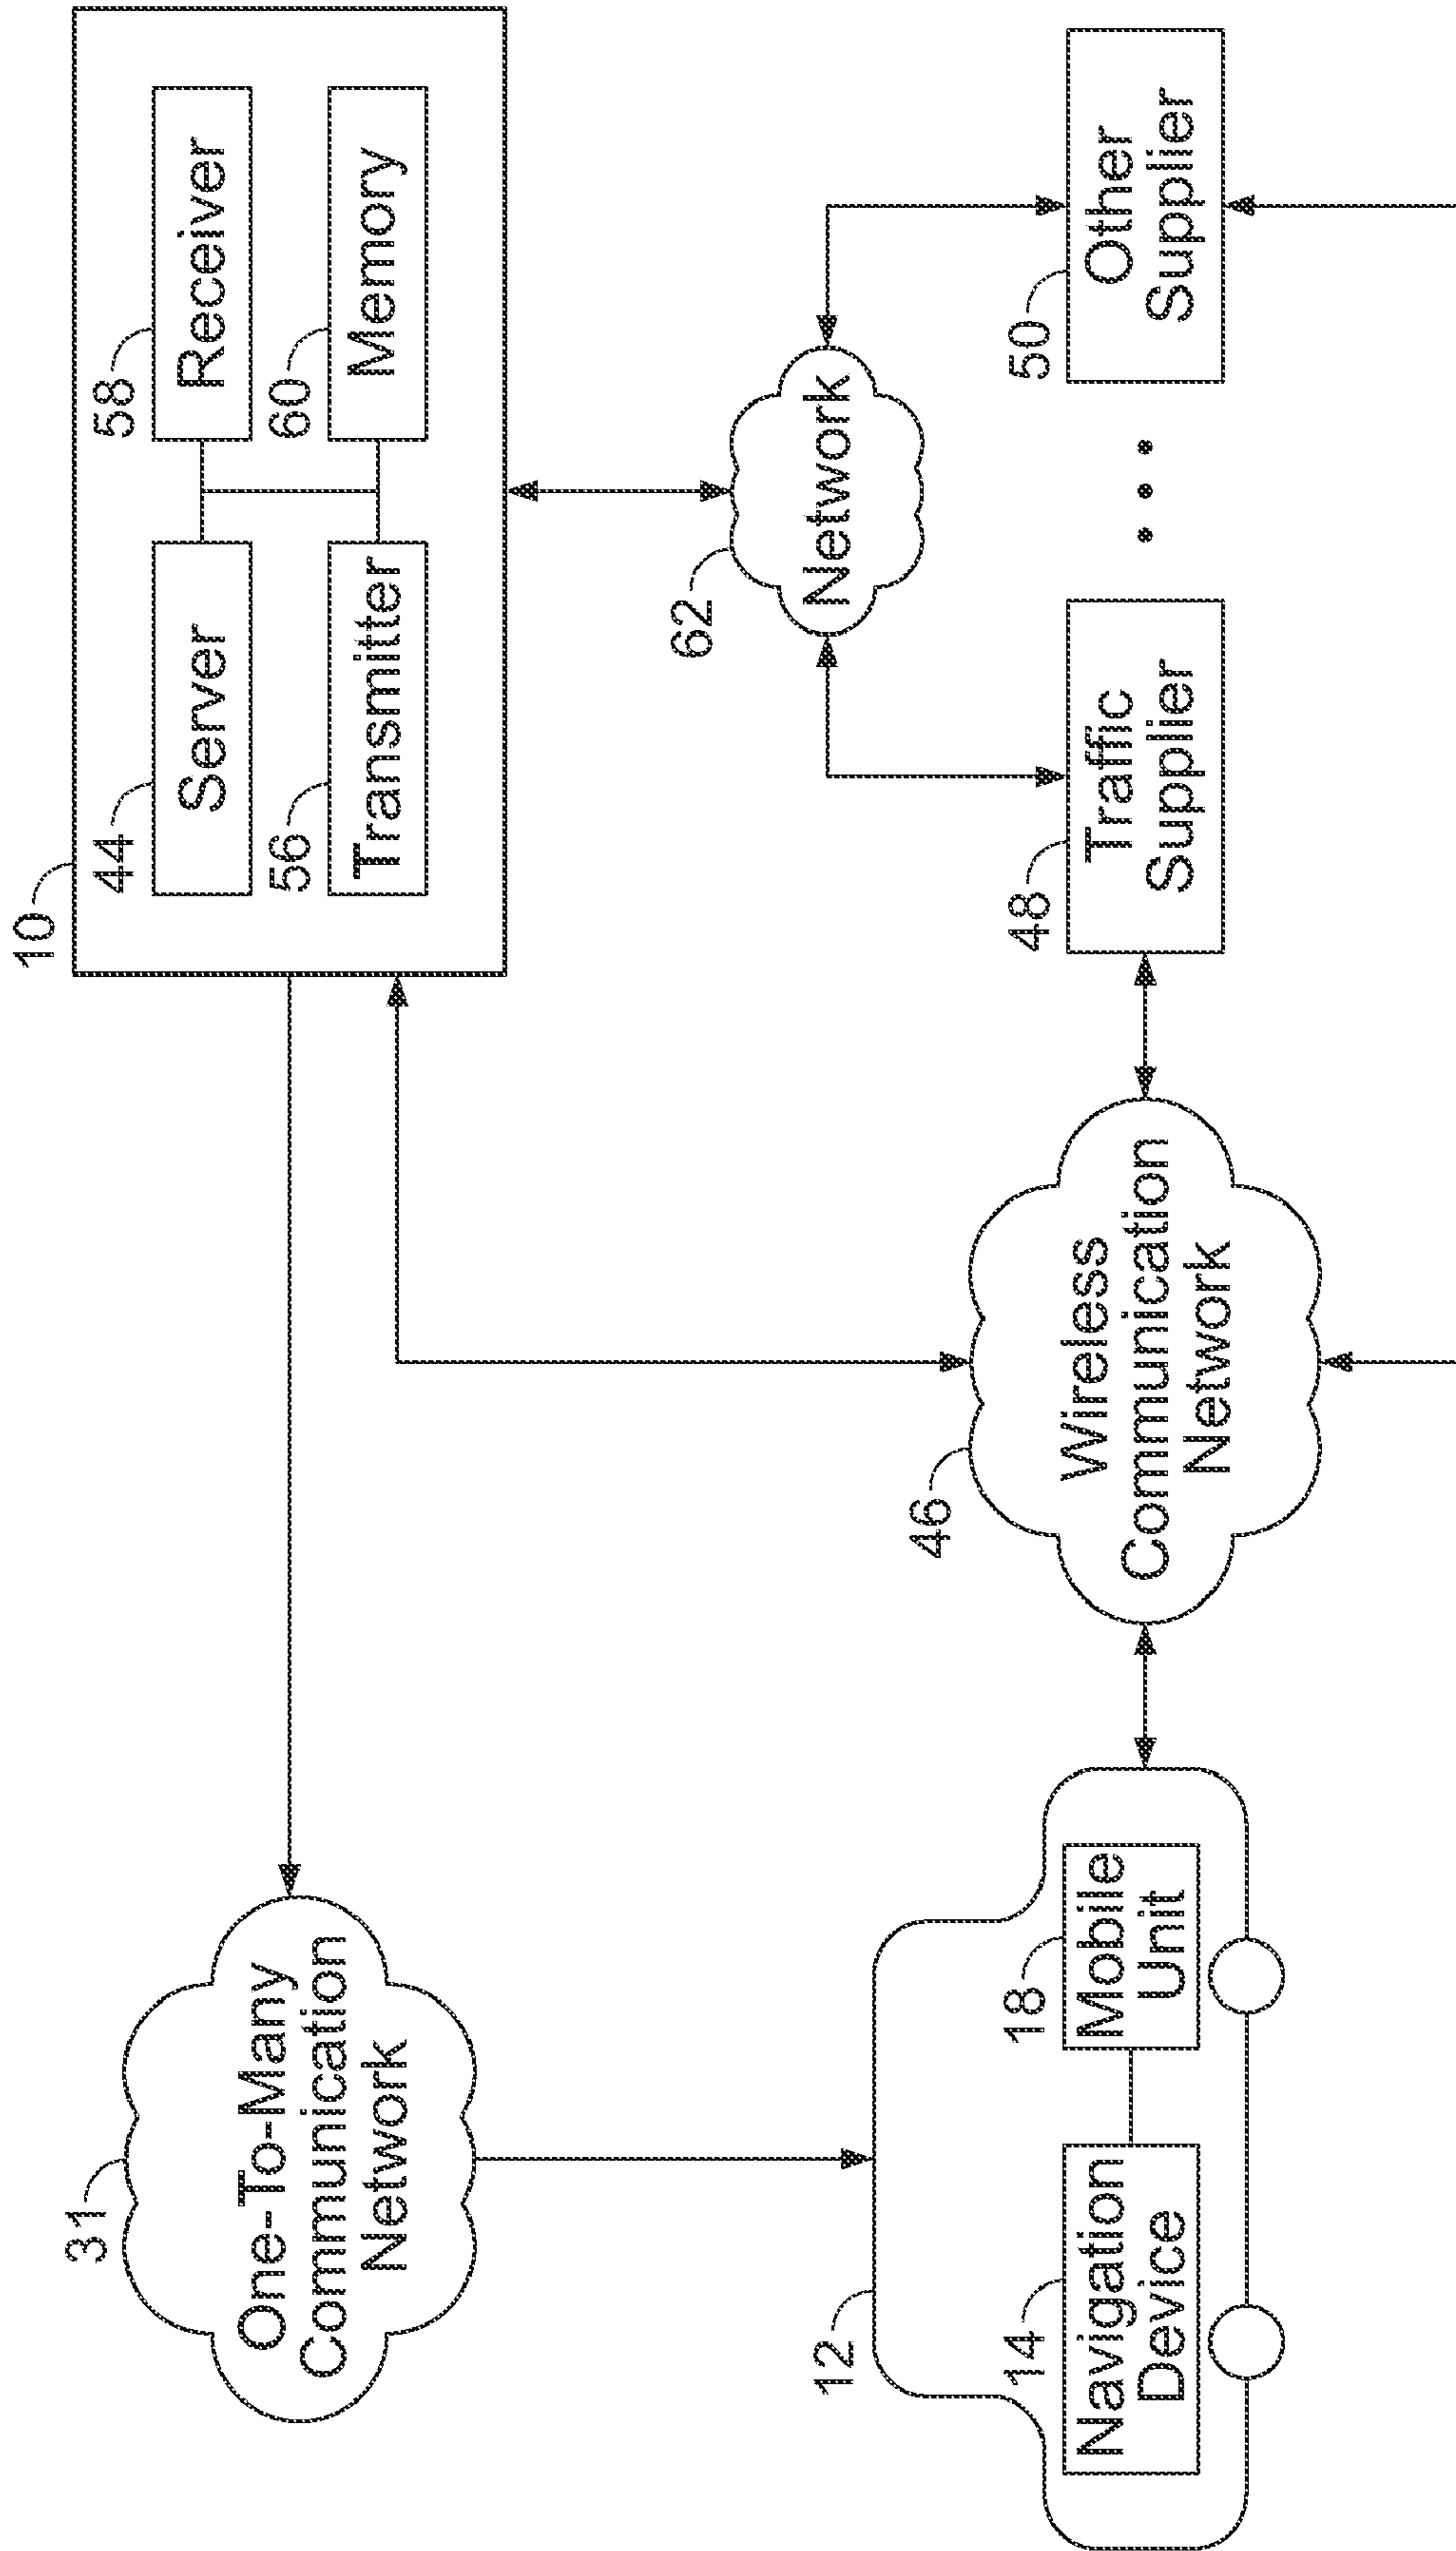 31
One-To-Many
Communication
Network
10
44
Server
58
Receiver
56
Transmitter
60
Memory
62
Network
12
14
Navigation
Device
18
Mobile
Unit
46
Wireless
Communication
Network
48
Traffic
Supplier
50
Other
Supplier